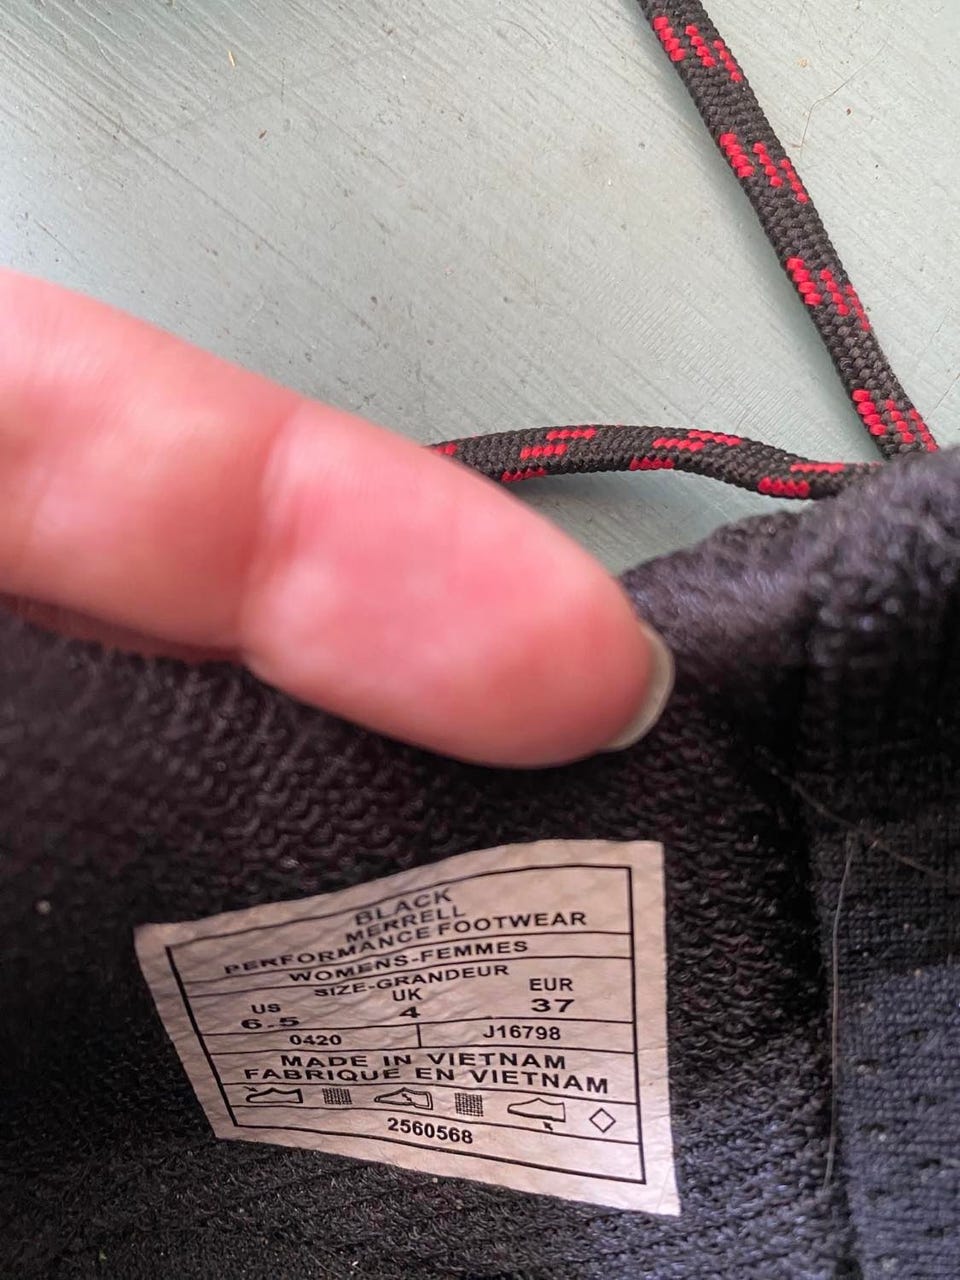 BLACK
MERRELL
PERFORMANCE FOOTWEAR
WOMENS-FEMMES
SIZE-GRANDEUR
US UK EUR
6.5 4 37
0420 J16798
MADE IN VIETNAM
FABRIQUE EN VIETNAM
2560568